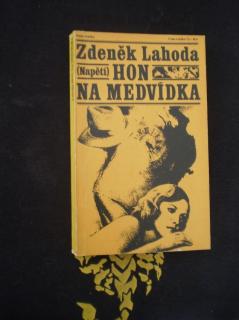 Zdeněk Lahoda
(Napětí) HON
NA MEDVÍDKA